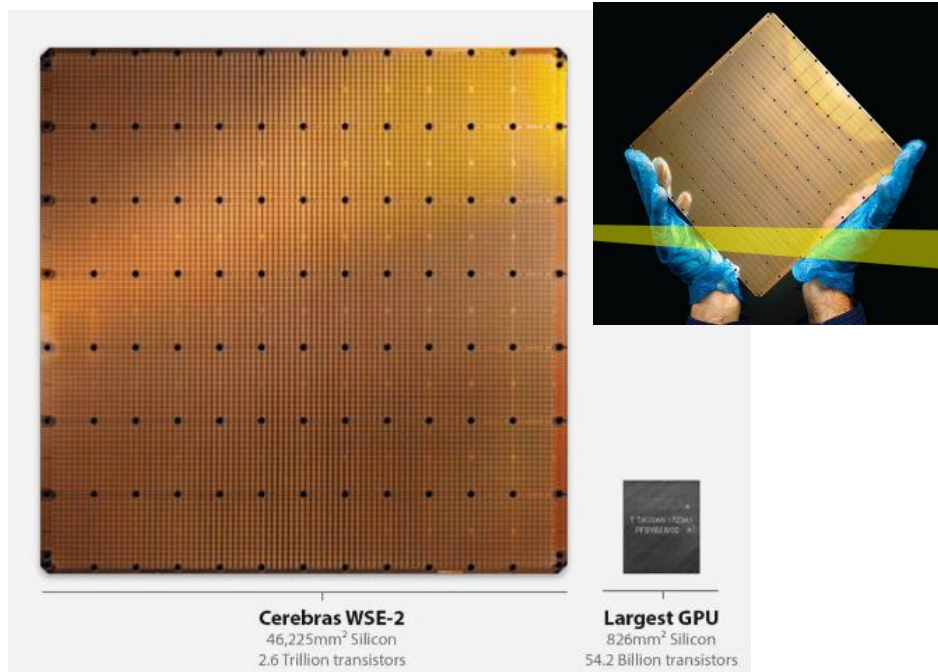 Cerebras WSE-2
46,225mm² Silicon
2.6 Trillion transistors
Largest GPU
826mm² Silicon
54.2 Billion transistors